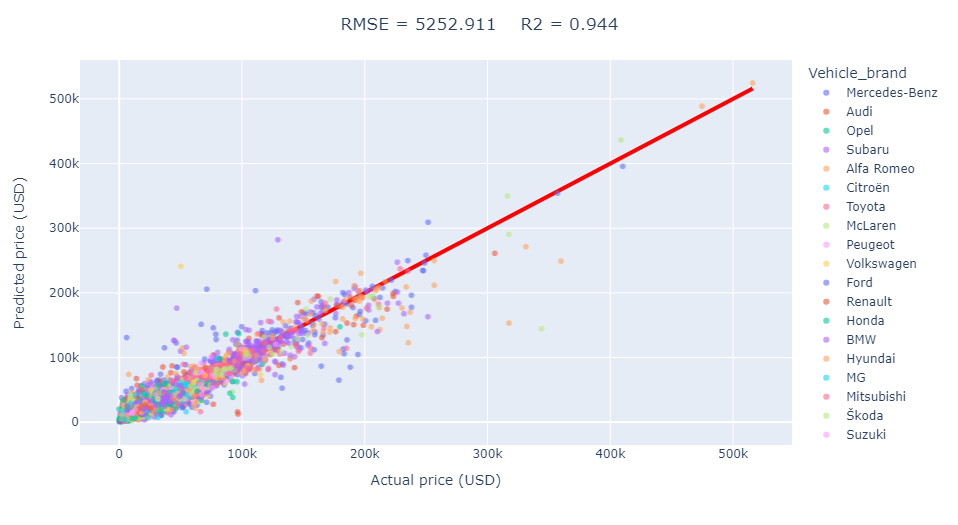 RMSE = 5252.911    R2 = 0.944
Vehicle_brand
Mercedes-Benz
Audi
Opel
Subaru
Alfa Romeo
Citroën
Toyota
McLaren
Peugeot
Volkswagen
Ford
Renault
Honda
BMW
Hyundai
MG
Mitsubishi
Škoda
Suzuki
Predicted price (USD)
500k
400k
300k
200k
100k
0
0 100k 200k 300k 400k 500k
Actual price (USD)